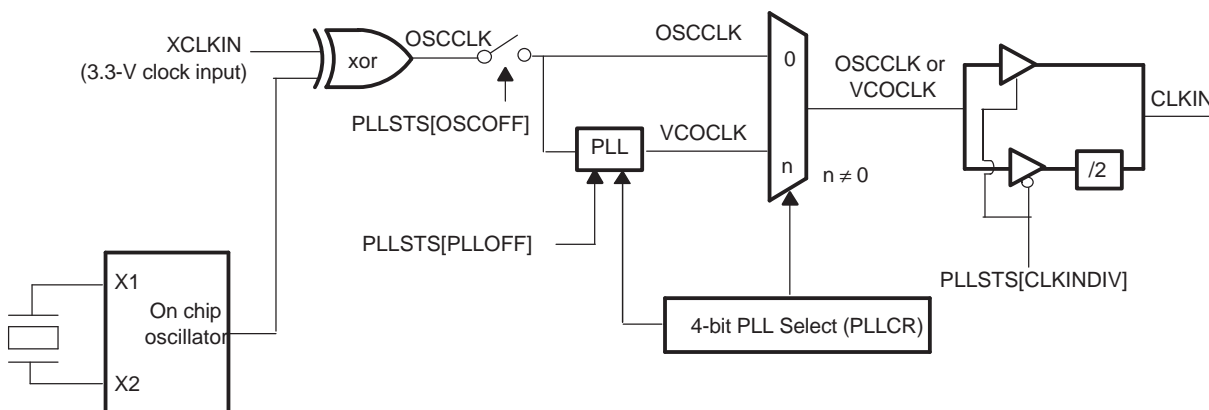 XCLKIN
(3.3-V clock input)
xor
OSCCLK
PLLSTS[OSCOFF]
OSCCLK
0
OSCCLK or
VCOCLK
CLKIN
PLL
VCOCLK
n
n ≠ 0
/2
PLLSTS[PLLOFF]
PLLSTS[CLKINDIV]
X1
On chip
oscillator
X2
4-bit PLL Select (PLLCR)